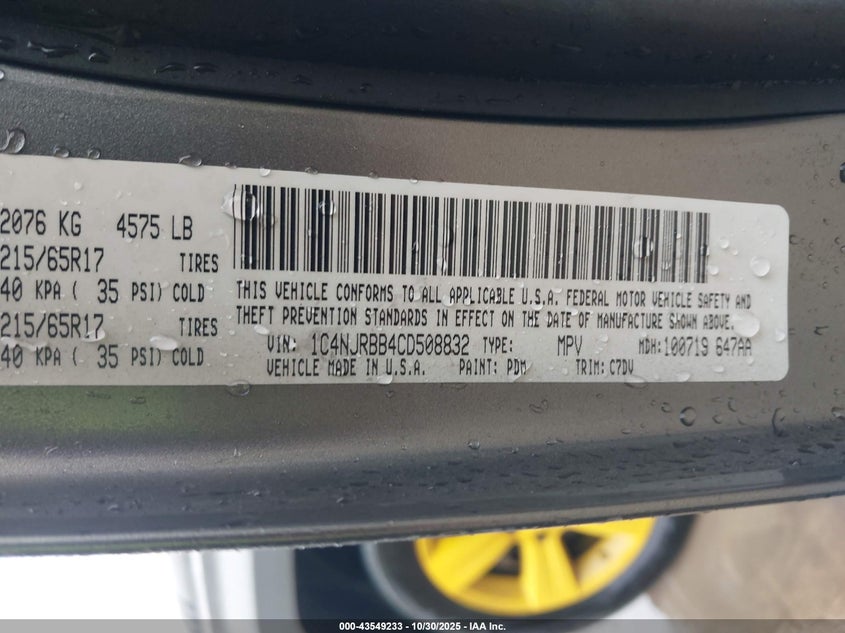 2076 KG 4575 LB
215/65R17 TIRES
40 KPA ( 35 PSI) COLD
215/65R17 TIRES
40 KPA ( 35 PSI) COLD
THIS VEHICLE CONFORMS TO ALL APPLICABLE U.S.A. FEDERAL MOTOR VEHICLE SAFETY AND
THEFT PREVENTION STANDARDS IN EFFECT ON THE DATE OF MANUFACTURE SHOWN ABOVE.
VIN: 1C4NJRBB4CD508832 TYPE: MPV MDH:100719 647AA
VEHICLE MADE IN U.S.A. PAINT: PDM TRIM: C7DV
000-43549233 - 10/30/2025 - IAA Inc.